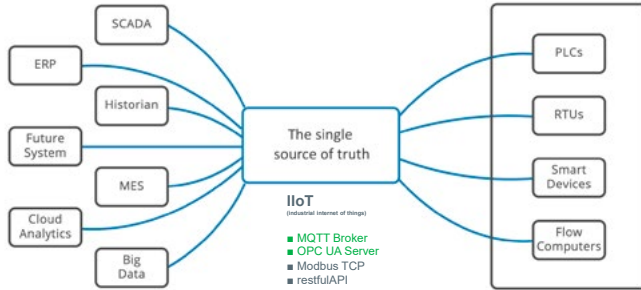 SCADA
ERP
Historian
Future
System
MES
Cloud
Analytics
Big
Data
The single
source of truth
IIoT
(industrial internet of things)
■ MQTT Broker
■ OPC UA Server
■ Modbus TCP
■ restfulAPI
PLCs
RTUs
Smart
Devices
Flow
Computers